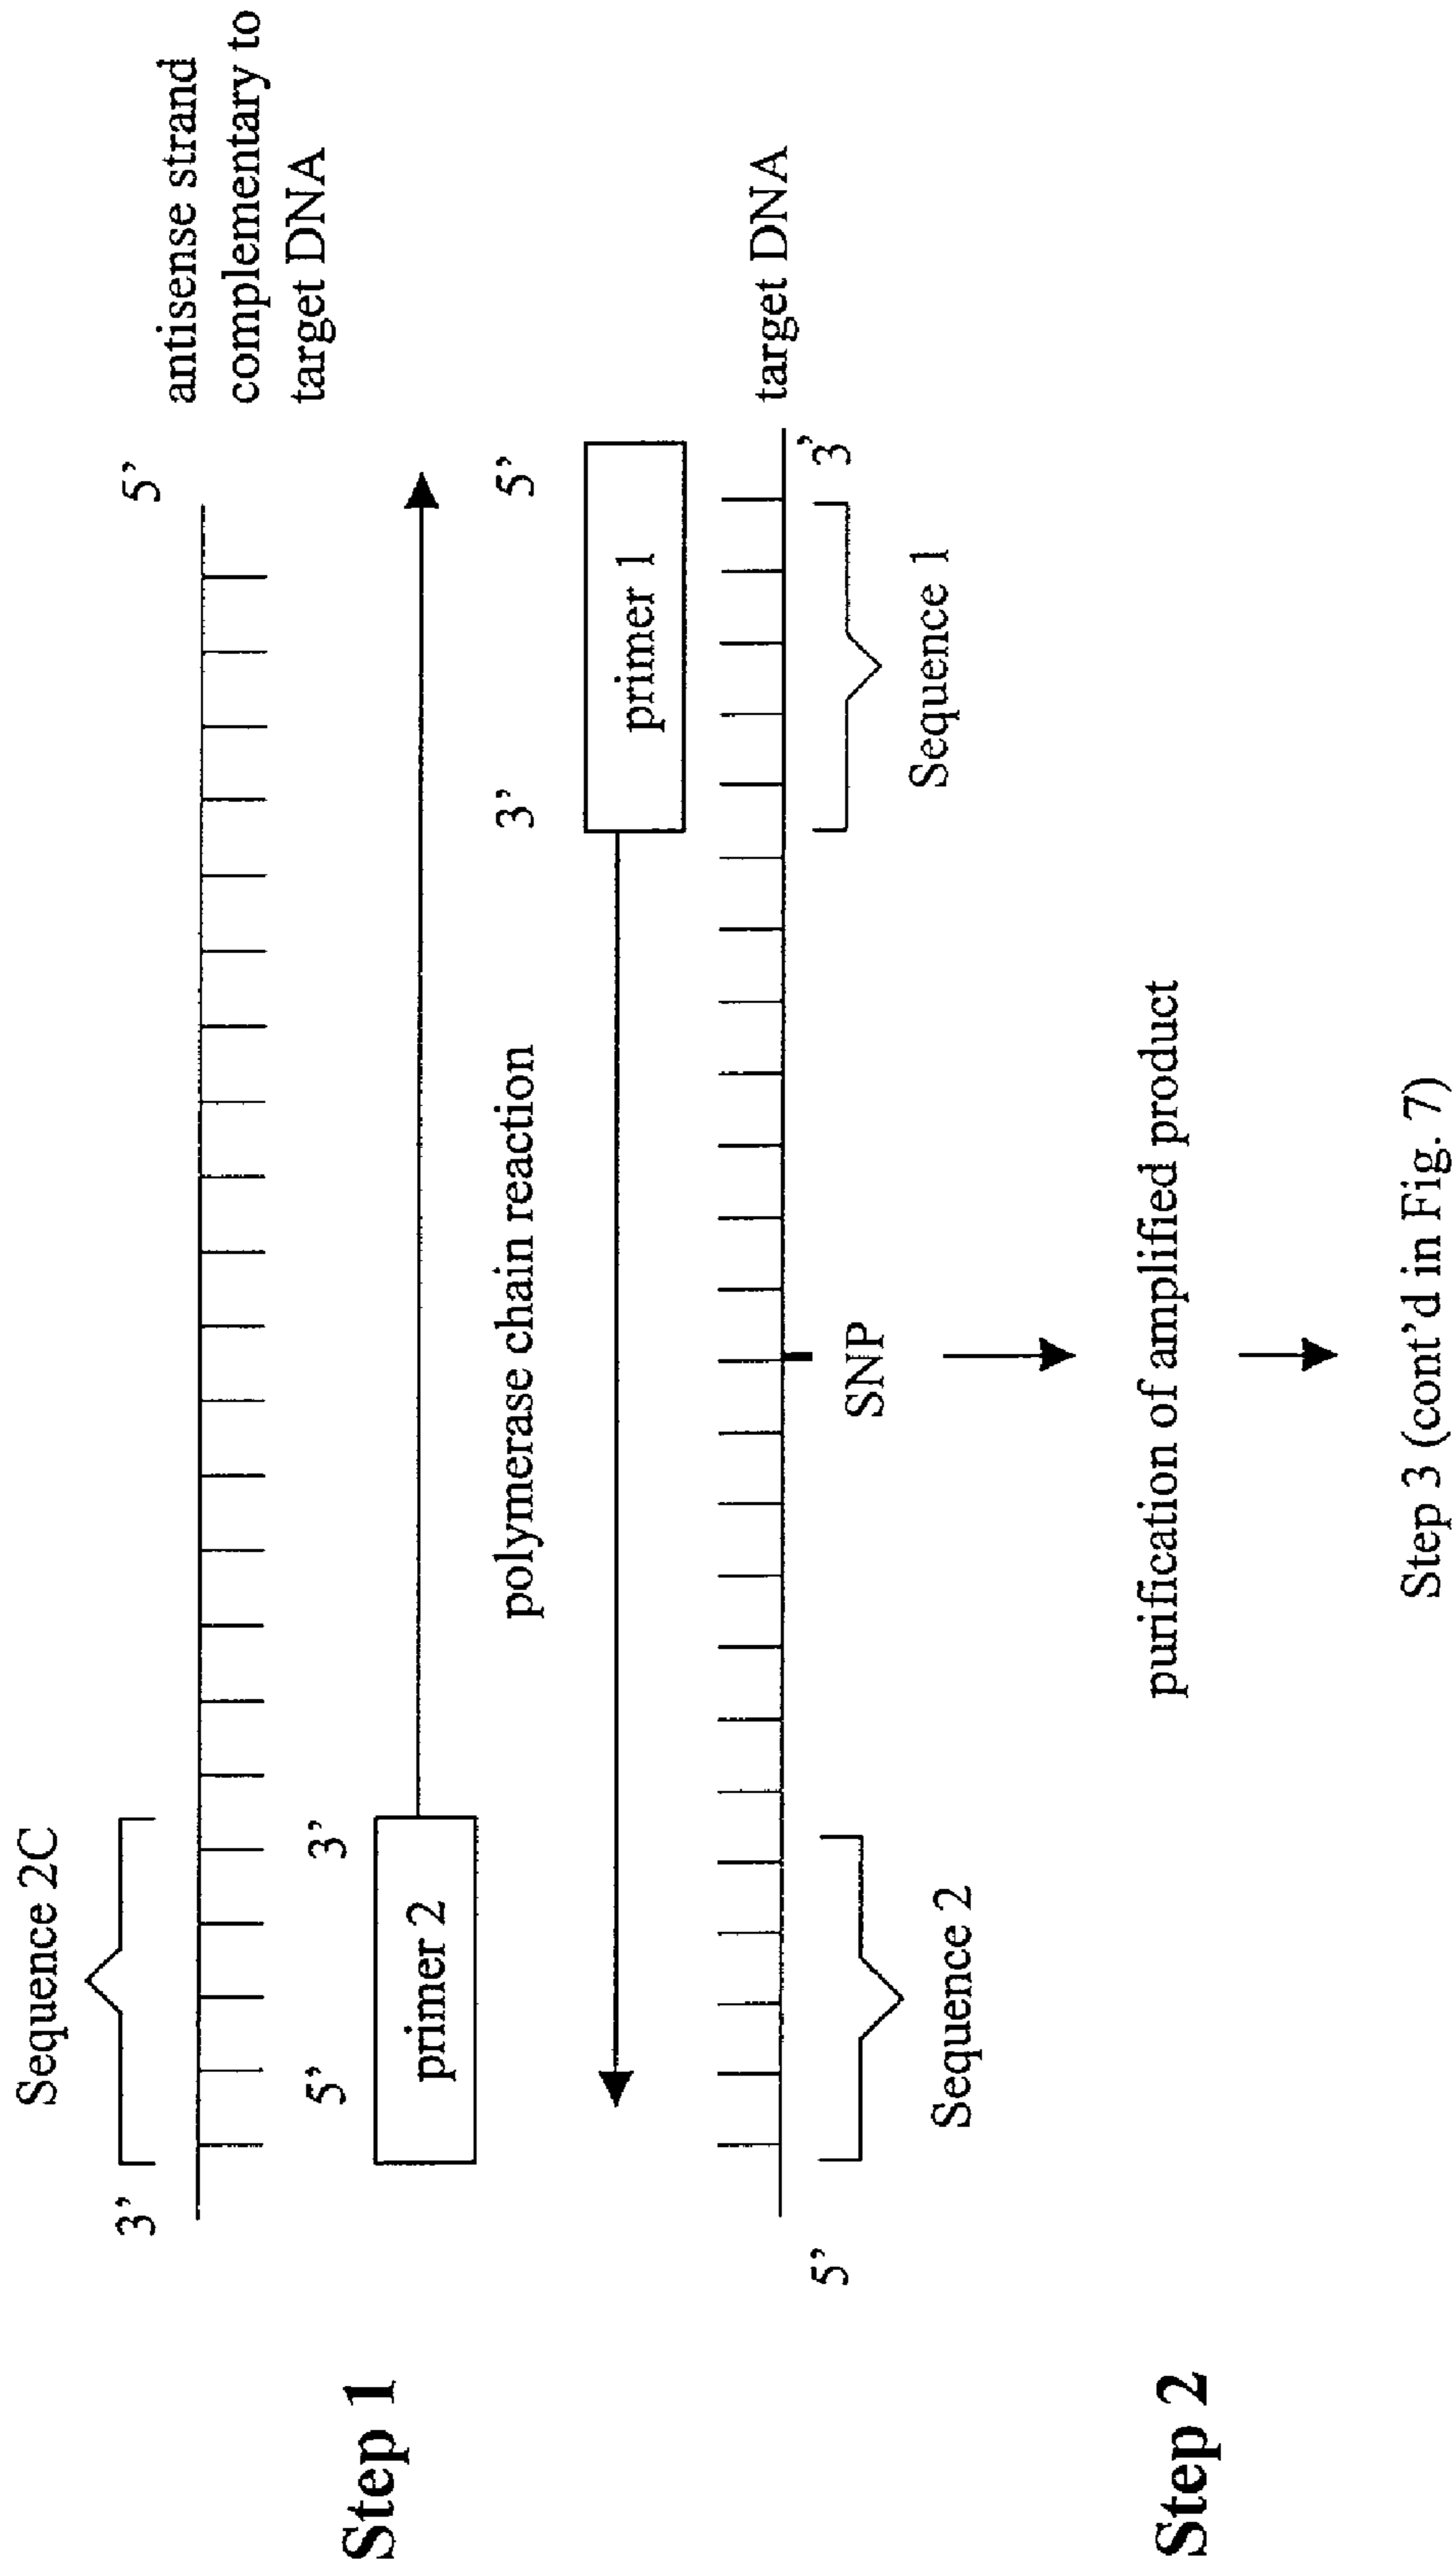 Sequence 2C
3’
5’
antisense strand
complementary to
target DNA
Step 1
5’
3’
primer 2
polymerase chain reaction
3’
5’
primer 1
target DNA
5’
3’
Sequence 2
SNP
Sequence 1
Step 2
purification of amplified product
Step 3 (cont’d in Fig. 7)